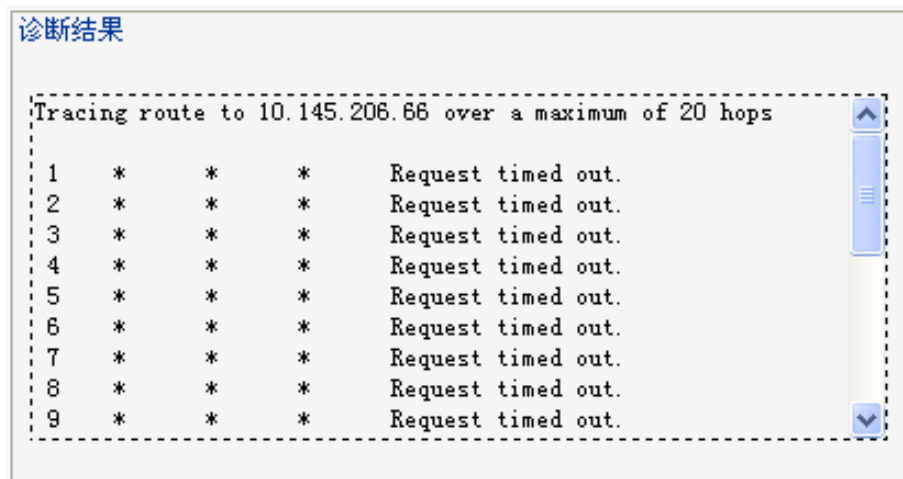 诊断结果
Tracing route to 10.145.206.66 over a maximum of 20 hops
1 * * * Request timed out.
2 * * * Request timed out.
3 * * * Request timed out.
4 * * * Request timed out.
5 * * * Request timed out.
6 * * * Request timed out.
7 * * * Request timed out.
8 * * * Request timed out.
9 * * * Request timed out.